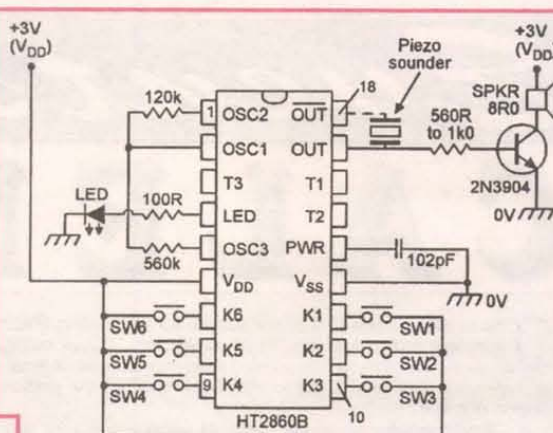 +3V
(VDD)
Piezo
sounder
+3V
(VDD)
SPKR
8R0
120k
1
OSC2
OUT
18
560R
to 1k0
OSC1
OUT
T3
T1
2N3904
LED
100R
LED
T2
0V
560k
OSC3
PWR
102pF
VDD
VSS
0V
SW6
K6
K1
SW1
SW5
K5
K2
SW2
SW4
9
K4
K3
SW3
10
HT2860B